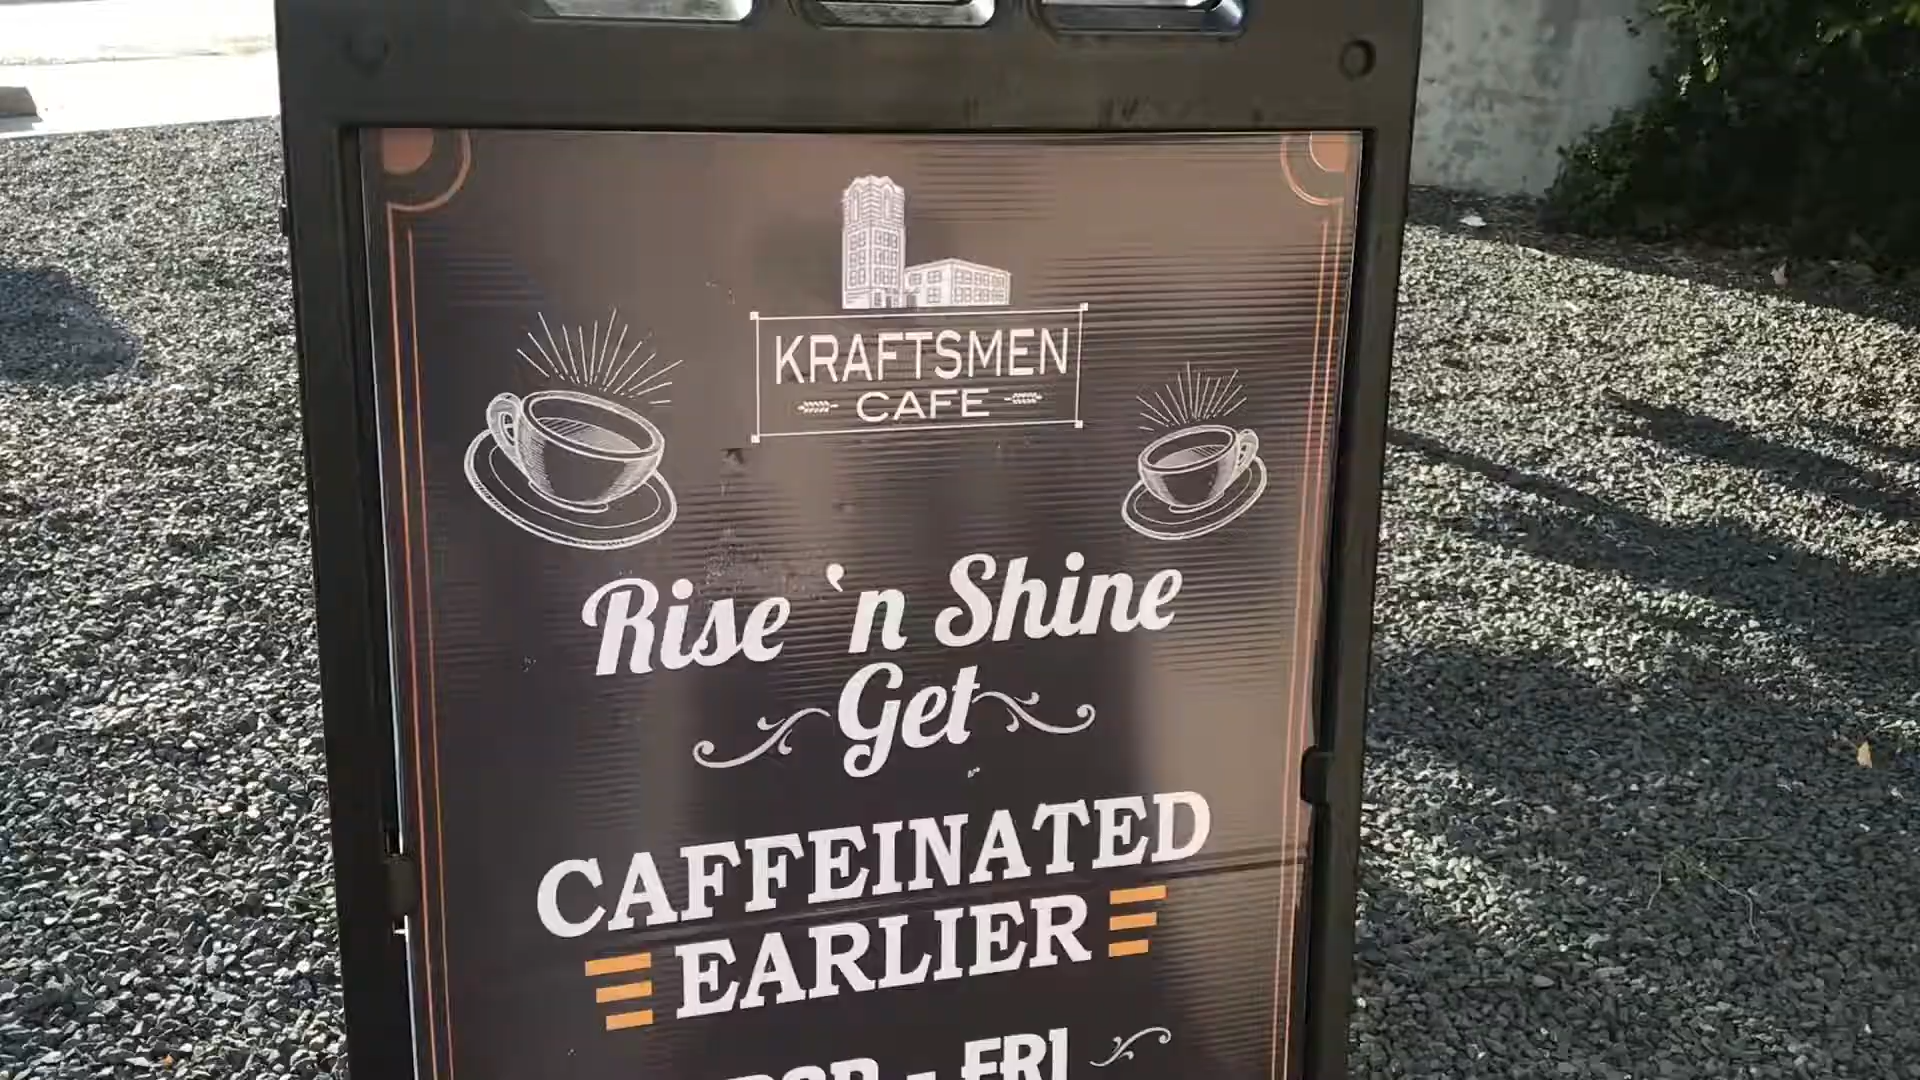 KRAFTSMEN
CAFE
Rise 'n Shine
Get
CAFFEINATED
EARLIER
- FRI